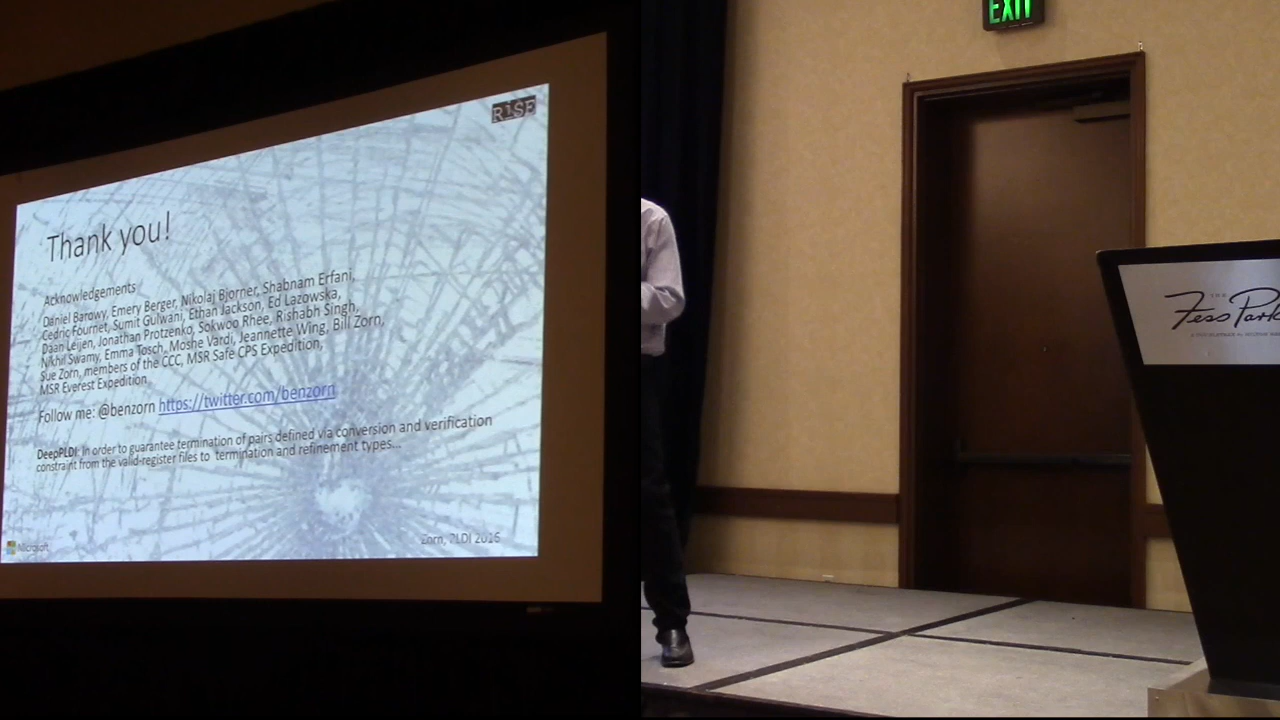 RiSE
Thank you!
Acknowledgements
Daniel Barowy, Emery Berger, Nikolaj Bjorner, Shabnam Erfani,
Cedric Fournet, Sumit Gulwani, Ethan Jackson, Ed Lazowska,
Daan Leijen, Jonathan Protzenko, Sokwoo Rhee, Rishabh Singh,
Nikhil Swamy, Emma Tosch, Moshe Vardi, Jeannette Wing, Bill Zorn,
Sue Zorn, members of the CCC, MSR Safe CPS Expedition,
MSR Everest Expedition
Follow me: @benzorn https://twitter.com/benzorn
DeepPLDI: In order to guarantee termination of pairs defined via conversion and verification
constraint from the valid-register files to termination and refinement types...
Microsoft
Zorn, PLDI 2016
EXIT
THE
Fess Park